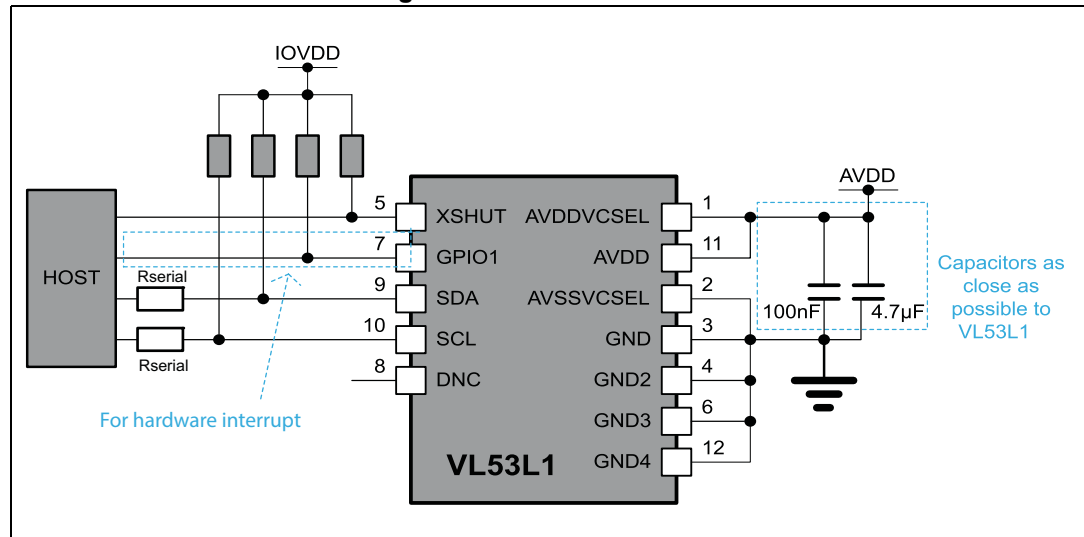 IOVDD
AVDD
HOST
5
7
9
10
8
Rserial
Rserial
XSHUT
GPIO1
SDA
SCL
DNC
AVDDVCSEL
AVDD
AVSSVCSEL
GND
GND2
GND3
GND4
1
11
2
3
4
6
12
VL53L1
100nF
4.7µF
Capacitors as
close as
possible to
VL53L1
For hardware interrupt